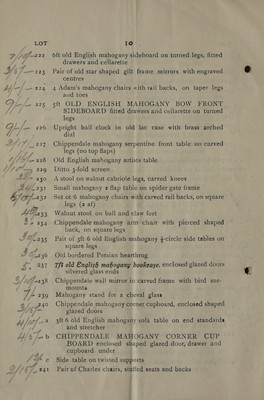 LOT 10
222 6ft old English mahogany sideboard on turned legs, fitted
drawers and cellarette
223 Pair of old star shaped gilt frame mirrors with engraved
centres
224 4 Adam's mahogany chairs with rail backs, on taper legs
and toes
225 5ft OLD ENGLISH MAHOGANY BOW FRONT
SIDEBOARD fitted drawers and cellarette on turned
legs
226 Upright hall clock in old lac case with brass arched
dial
227 Chippendale mahogany serpentine front table on carved
legs (no top flaps)
228 Old English mahogany artists table
229 Ditto 3-fold screen
230 A stool on walnut cabriole legs, carved knees
231 Small mahogany 2 flap table on spider gate frame
232 Set of 6 mahogany chairs with carved rail backs, on square
legs (2 af)
233 Walnut stool on ball and claw feet
234 Chippendale mahogany arm chair with pierced shaped
back, on square legs
235 Pair of 3ft 6 old English mahogany ½-circle side tables on
square legs
236 Old bordered Persian hearthrug
237 7ft old English mahogany bookcase, enclosed glazed doors
silvered glass ends
238 Chippendale wall mirror in carved frame with bird sur-
mounts
239 Mahogany stand for a cheval glass
240 Chippendale mahogany corner cupboard, enclosed shaped
glazed doors
a 3ft 6 old English mahogany sofa table on end standards
and stretcher
b CHIPPENDALE MAHOGANY CORNER CUP
BOARD enclosed shaped glazed door, drawer and
cupboard under
c Side table on twisted supports
241 Pair of Charles chairs, stuffed seats and backs